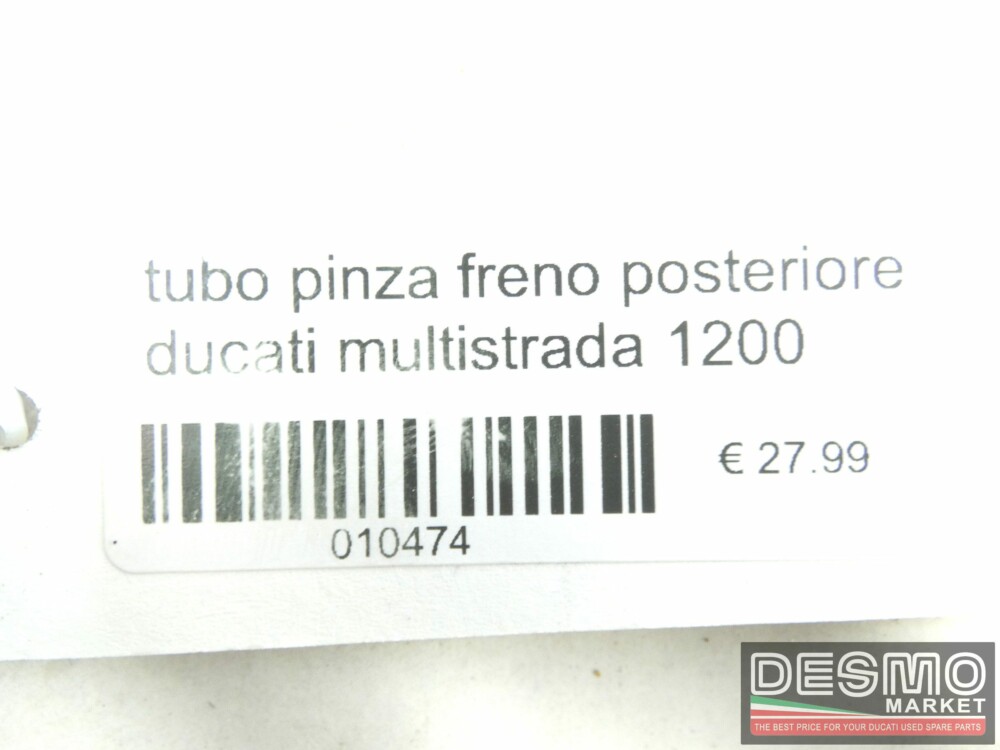 tubo pinza freno posteriore
ducati multistrada 1200
€ 27.99
010474
DESMO
MARKET
THE BEST PRICE FOR YOUR DUCATI USED SPARE PARTS